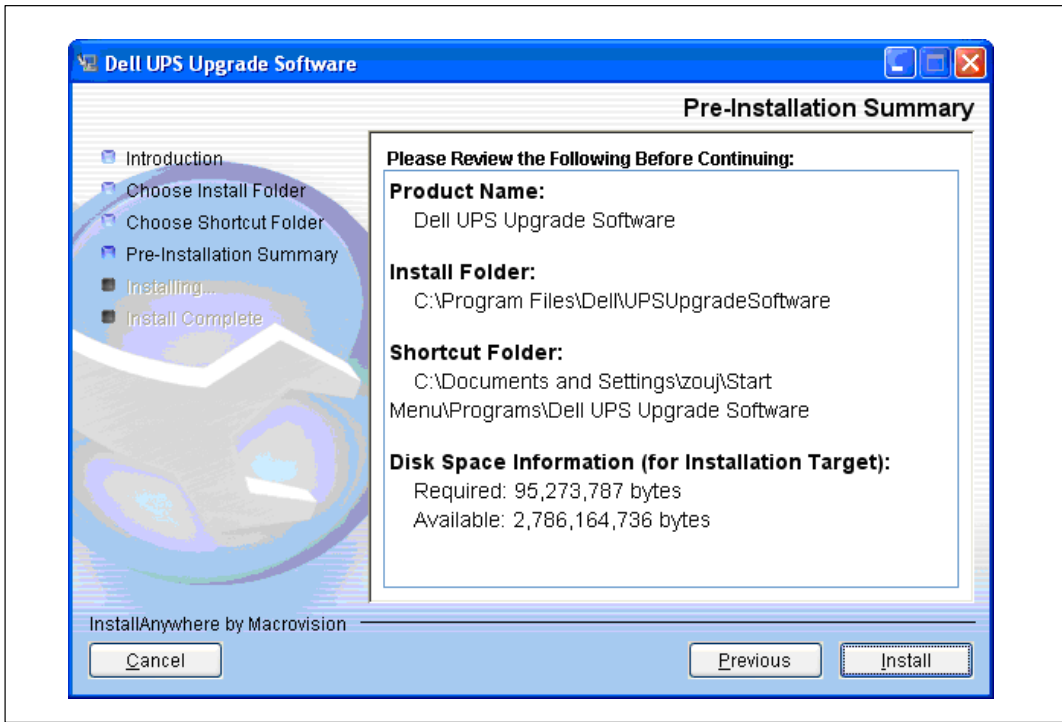 Dell UPS Upgrade Software
Pre-Installation Summary
Introduction
Choose Install Folder
Choose Shortcut Folder
Pre-Installation Summary
Installing...
Install Complete
Please Review the Following Before Continuing:
Product Name:
Dell UPS Upgrade Software
Install Folder:
C:\Program Files\Dell\UPSUpgradeSoftware
Shortcut Folder:
C:\Documents and Settings\zouj\Start
Menu\Programs\Dell UPS Upgrade Software
Disk Space Information (for Installation Target):
Required: 95,273,787 bytes
Available: 2,786,164,736 bytes
InstallAnywhere by Macrovision
Cancel
Previous
Install